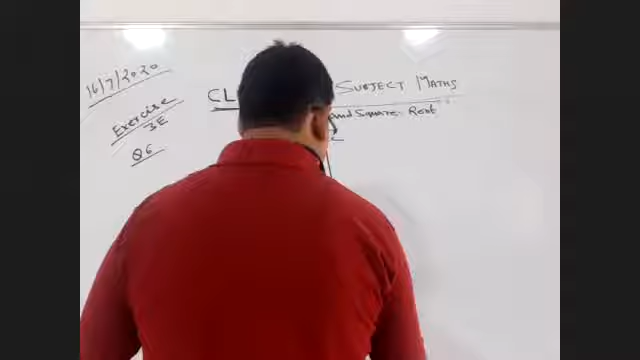 16/7/2020
Exercise
3E
Q6
CL
SUBJECT MATHS
and Square Root